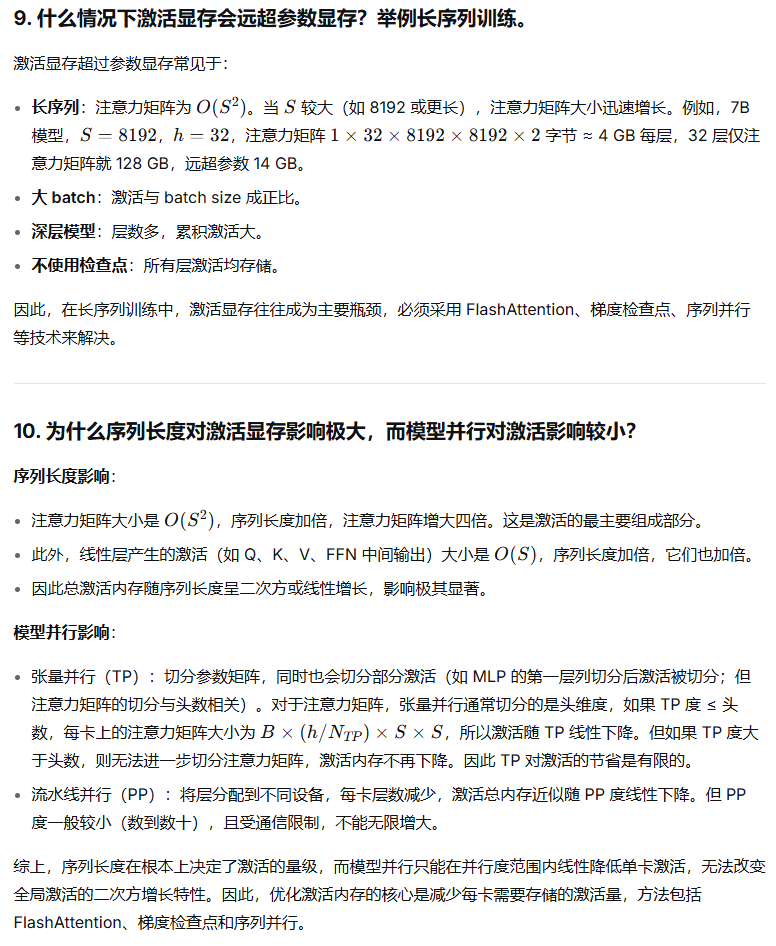 9. 什么情况下激活显存会远超参数显存？举例长序列训练。
激活显存超过参数显存常见于：
• 长序列：注意力矩阵为 O(S²)。当 S 较大（如 8192 或更长），注意力矩阵大小迅速增长。例如，7B
模型，S = 8192，h = 32，注意力矩阵 1 × 32 × 8192 × 8192 × 2 字节 ≈ 4 GB 每层，32 层仅注
意力矩阵就 128 GB，远超参数 14 GB。
• 大 batch：激活与 batch size 成正比。
• 深层模型：层数多，累积激活大。
• 不使用检查点：所有层激活均存储。
因此，在长序列训练中，激活显存往往成为主要瓶颈，必须采用 FlashAttention、梯度检查点、序列并行
等技术来解决。
10. 为什么序列长度对激活显存影响极大，而模型并行对激活影响较小？
序列长度影响：
• 注意力矩阵大小是 O(S²)，序列长度加倍，注意力矩阵增大四倍。这是激活的最主要组成部分。
• 此外，线性层产生的激活（如 Q、K、V、FFN 中间输出）大小是 O(S)，序列长度加倍，它们也加倍。
• 因此总激活内存随序列长度呈二次方或线性增长，影响极其显著。
模型并行影响：
• 张量并行（TP）：切分参数矩阵，同时也会切分部分激活（如 MLP 的第一层列切分后激活被切分；但
注意力矩阵的切分与头数相关）。对于注意力矩阵，张量并行通常切分的是头维度，如果 TP 度 ≤ 头
数，每卡上的注意力矩阵大小为 B × (h/N_{TP}) × S × S，所以激活随 TP 线性下降。但如果 TP 度大
于头数，则无法进一步切分注意力矩阵，激活内存不再下降。因此 TP 对激活的节省是有限的。
• 流水线并行（PP）：将层分配到不同设备，每卡层数减少，激活总内存近似随 PP 度线性下降。但 PP
度一般较小（数到数十），且受通信限制，不能无限增大。
综上，序列长度在根本上决定了激活的量级，而模型并行只能在并行度范围内线性降低单卡激活，无法改变
全局激活的二次方增长特性。因此，优化激活内存的核心是减少每卡需要存储的激活量，方法包括
FlashAttention、梯度检查点和序列并行。